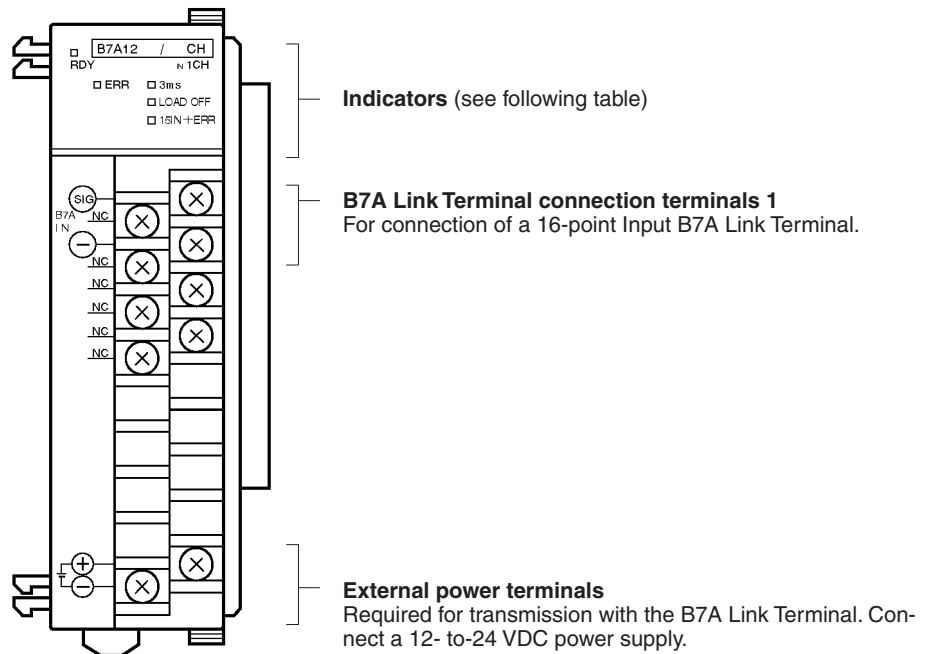 B7A12 / CH
RDY
IN 1CH
ERR
3ms
LOAD OFF
15IN+ERR
Indicators (see following table)
SIG
B7A
IN
NC
−
NC
NC
NC
NC
NC
B7A Link Terminal connection terminals 1
For connection of a 16-point Input B7A Link Terminal.
+
−
External power terminals
Required for transmission with the B7A Link Terminal. Con-
nect a 12- to-24 VDC power supply.